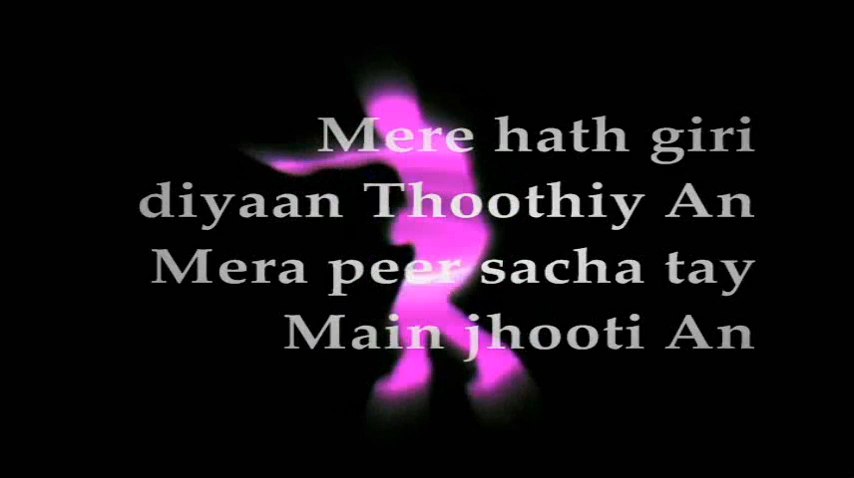 Mere hath giri
diyaan Thoothiy An
Mera peer sacha tay
Main jhooti An